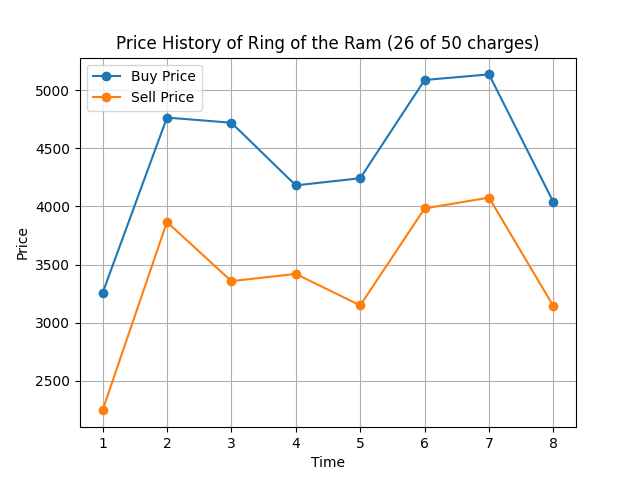 Price History of Ring of the Ram (26 of 50 charges)
Buy Price
Sell Price
5000
4500
4000
3500
3000
2500
Price
1 2 3 4 5 6 7 8
Time